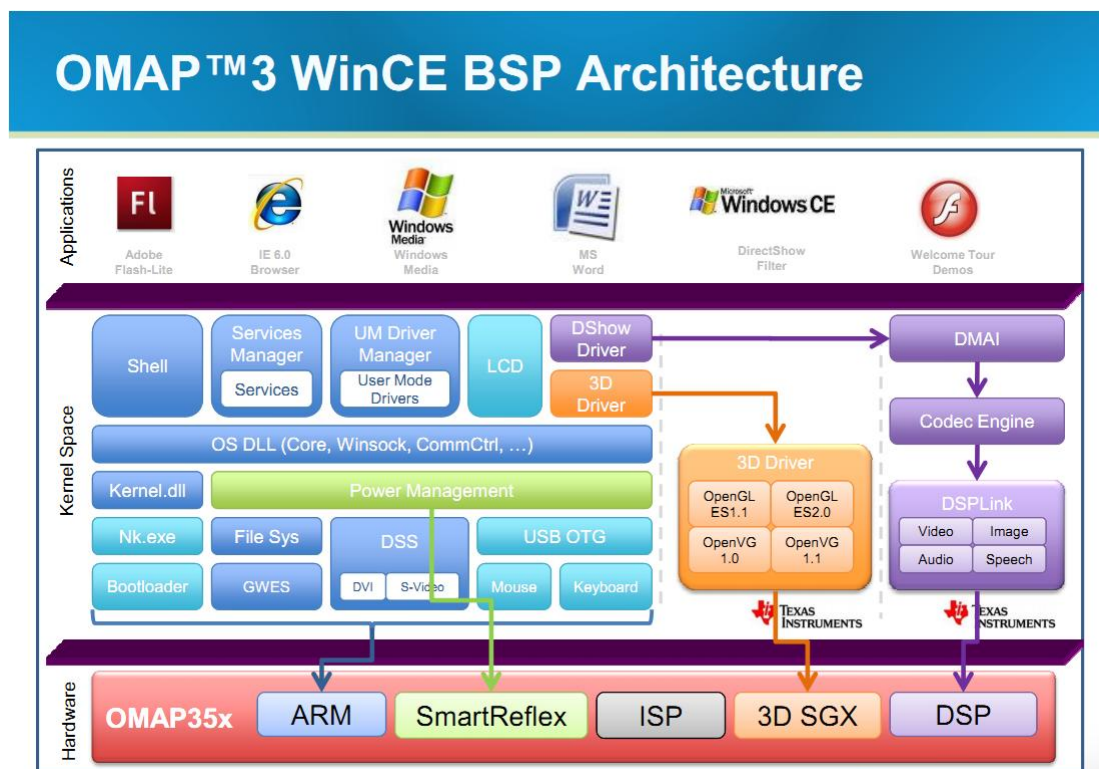 OMAP™3 WinCE BSP Architecture
Applications
Fl
Adobe
Flash-Lite
IE 6.0
Browser
Windows
Media
Windows
Media
W
MS
Word
Microsoft
Windows CE
DirectShow
Filter
Welcome Tour
Demos
Kernel Space
Shell
Services
Manager
Services
UM Driver
Manager
User Mode
Drivers
LCD
DShow
Driver
3D
Driver
DMAI
Codec Engine
OS DLL (Core, Winsock, CommCtrl, …)
Kernel.dll
Power Management
Nk.exe
File Sys
DSS
DVI
S-Video
USB OTG
Bootloader
GWES
Mouse
Keyboard
3D Driver
OpenGL
ES1.1
OpenGL
ES2.0
OpenVG
1.0
OpenVG
1.1
DSPLink
Video
Image
Audio
Speech
TEXAS
INSTRUMENTS
TEXAS
INSTRUMENTS
Hardware
OMAP35x
ARM
SmartReflex
ISP
3D SGX
DSP